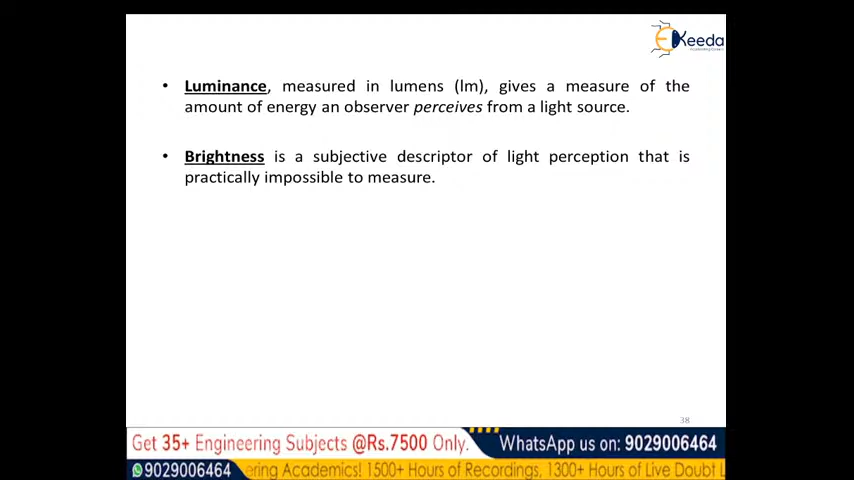 EKeeda
• Luminance, measured in lumens (lm), gives a measure of the
amount of energy an observer perceives from a light source.
• Brightness is a subjective descriptor of light perception that is
practically impossible to measure.
38
Get 35+ Engineering Subjects @Rs.7500 Only.
WhatsApp us on: 9029006464
9029006464
ering Academics! 1500+ Hours of Recordings, 1300+ Hours of Live Doubt L